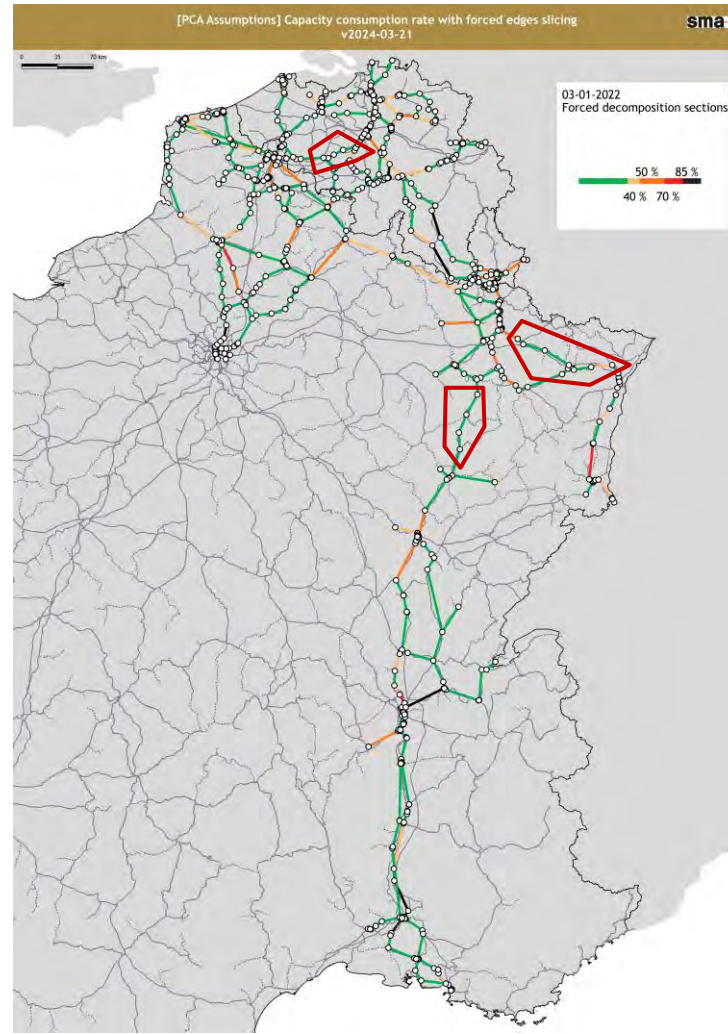 [PCA Assumptions] Capacity consumption rate with forced edges slicing
v2024-03-21
sma
0 35 70 km
03-01-2022
Forced decomposition sections
50 % 85 %
40 % 70 %